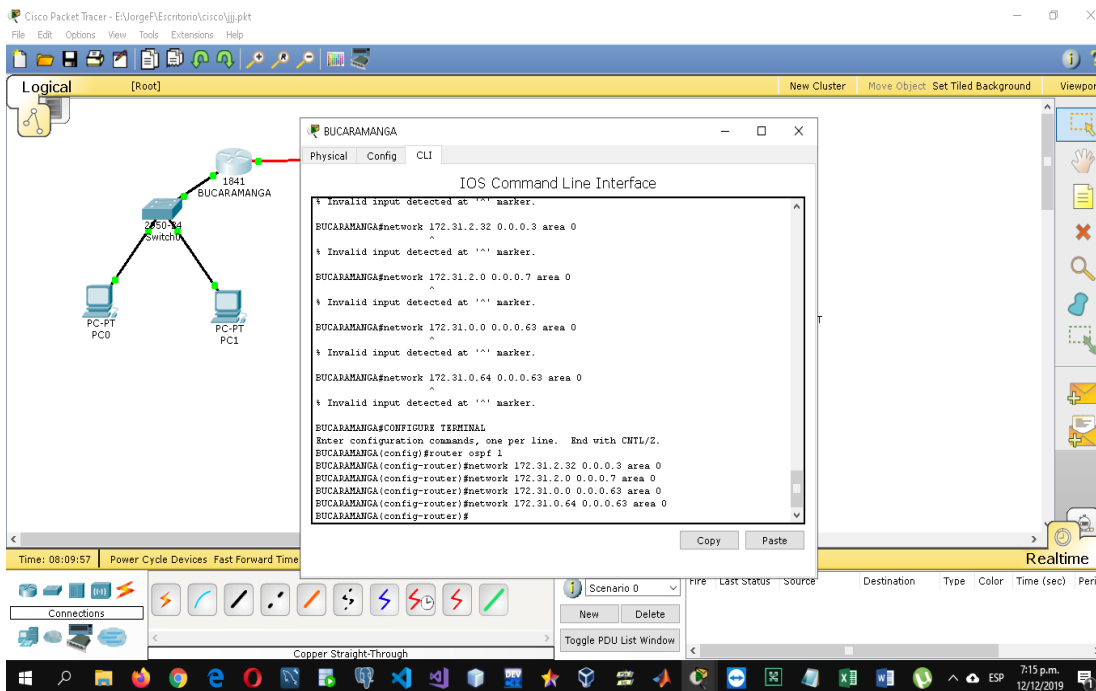 Cisco Packet Tracer - E:\JorgeF\Escritorio\cisco\jjj.pkt
File Edit Options View Tools Extensions Help
Logical [Root] New Cluster Move Object Set Tiled Background Viewpor
1841
BUCARAMANGA
2950-24
Switch0
PC-PT
PC0
PC-PT
PC1
T
BUCARAMANGA
Physical Config CLI
IOS Command Line Interface
% Invalid input detected at '^' marker.
BUCARAMANGA#network 172.31.2.32 0.0.0.3 area 0
^
% Invalid input detected at '^' marker.
BUCARAMANGA#network 172.31.2.0 0.0.0.7 area 0
^
% Invalid input detected at '^' marker.
BUCARAMANGA#network 172.31.0.0 0.0.0.63 area 0
^
% Invalid input detected at '^' marker.
BUCARAMANGA#network 172.31.0.64 0.0.0.63 area 0
^
% Invalid input detected at '^' marker.
BUCARAMANGA#CONFIGURE TERMINAL
Enter configuration commands, one per line. End with CNTL/Z.
BUCARAMANGA(config)#router ospf 1
BUCARAMANGA(config-router)#network 172.31.2.32 0.0.0.3 area 0
BUCARAMANGA(config-router)#network 172.31.2.0 0.0.0.7 area 0
BUCARAMANGA(config-router)#network 172.31.0.0 0.0.0.63 area 0
BUCARAMANGA(config-router)#network 172.31.0.64 0.0.0.63 area 0
BUCARAMANGA(config-router)#
Copy Paste
Time: 08:09:57 Power Cycle Devices Fast Forward Time Realtime
Connections
Copper Straight-Through
Scenario 0
New Delete
Toggle PDU List Window
Fire Last Status Source Destination Type Color Time (sec) Peri
ESP
7:15 p.m.
12/12/2019